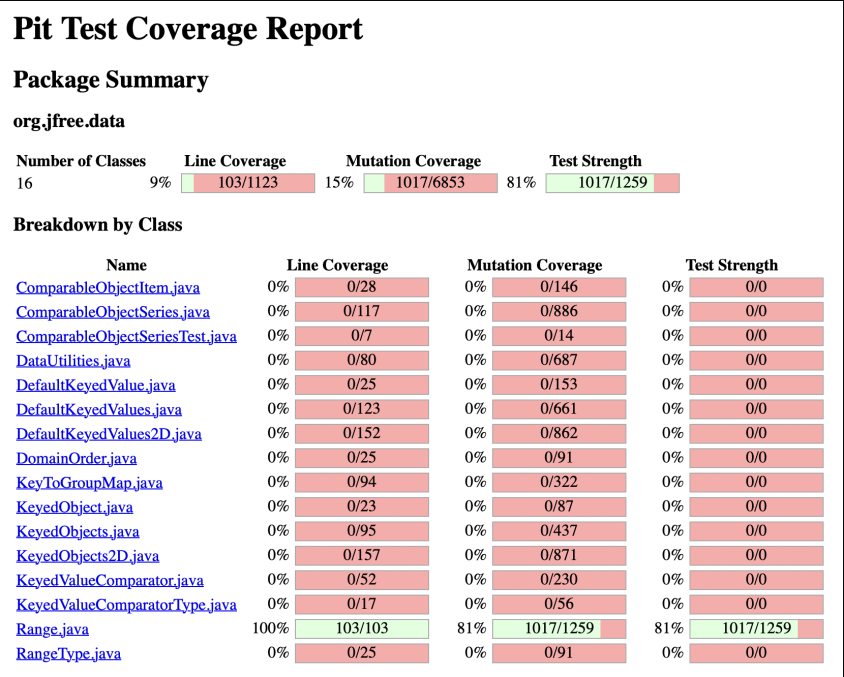 Pit Test Coverage Report
Package Summary
org.jfree.data
Number of Classes Line Coverage Mutation Coverage Test Strength
16 9% 103/1123 15% 1017/6853 81% 1017/1259
Breakdown by Class
Name Line Coverage Mutation Coverage Test Strength
ComparableObjectItem.java 0% 0/28 0% 0/146 0% 0/0
ComparableObjectSeries.java 0% 0/117 0% 0/886 0% 0/0
ComparableObjectSeriesTest.java 0% 0/7 0% 0/14 0% 0/0
DataUtilities.java 0% 0/80 0% 0/687 0% 0/0
DefaultKeyedValue.java 0% 0/25 0% 0/153 0% 0/0
DefaultKeyedValues.java 0% 0/123 0% 0/661 0% 0/0
DefaultKeyedValues2D.java 0% 0/152 0% 0/862 0% 0/0
DomainOrder.java 0% 0/25 0% 0/91 0% 0/0
KeyToGroupMap.java 0% 0/94 0% 0/322 0% 0/0
KeyedObject.java 0% 0/23 0% 0/87 0% 0/0
KeyedObjects.java 0% 0/95 0% 0/437 0% 0/0
KeyedObjects2D.java 0% 0/157 0% 0/871 0% 0/0
KeyedValueComparator.java 0% 0/52 0% 0/230 0% 0/0
KeyedValueComparatorType.java 0% 0/17 0% 0/56 0% 0/0
Range.java 100% 103/103 81% 1017/1259 81% 1017/1259
RangeType.java 0% 0/25 0% 0/91 0% 0/0